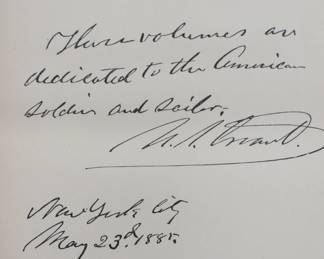 These volumes are
dedicated to the American
soldier and sailor.
U. S. Grant.
New York City
May 23d. 1885.